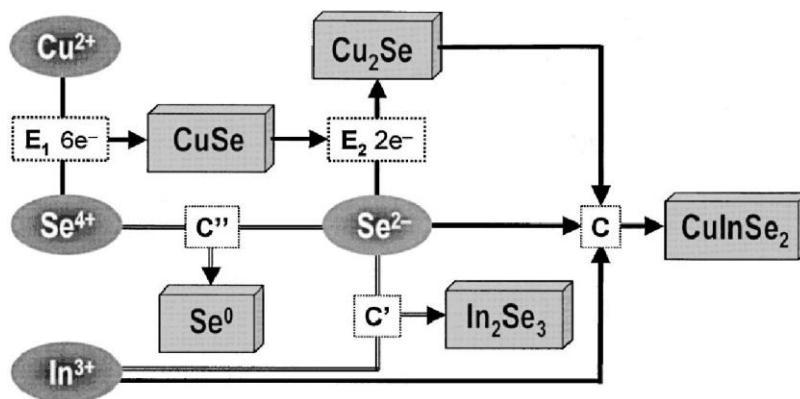 Cu²⁺
Cu₂Se
E₁ 6e⁻
CuSe
E₂ 2e⁻
Se⁴⁺
C''
Se²⁻
C
CuInSe₂
Se⁰
C'
In₂Se₃
In³⁺